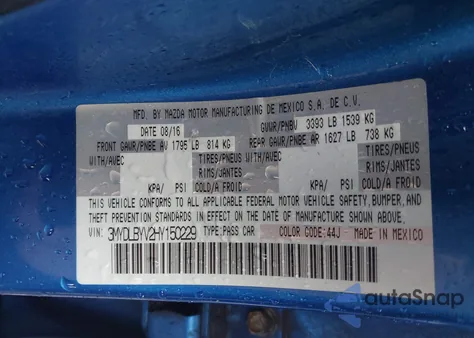 MFD. BY MAZDA MOTOR MANUFACTURING DE MEXICO S.A. DE C.V.
DATE 08/16 GVWR/PNBV 3393 LB 1539 KG
FRONT GAWR/PNBE AV 1795 LB 814 KG REAR GAWR/PNBE AR 1627 LB 738 KG
WITH/AVEC TIRES/PNEUS WITH/AVEC TIRES/PNEUS
RIMS/JANTES RIMS/JANTES
KPA/ PSI COLD/A FROID KPA/ PSI COLD/A FROID
THIS VEHICLE CONFORMS TO ALL APPLICABLE FEDERAL MOTOR VEHICLE SAFETY, BUMPER, AND
THEFT PREVENTION STANDARDS IN EFFECT ON THE DATE OF MANUFACTURE SHOWN ABOVE.
VIN: 3MYDLBYV2HY150229 TYPE:PASS CAR COLOR CODE:44J MADE IN MEXICO
autoSnap